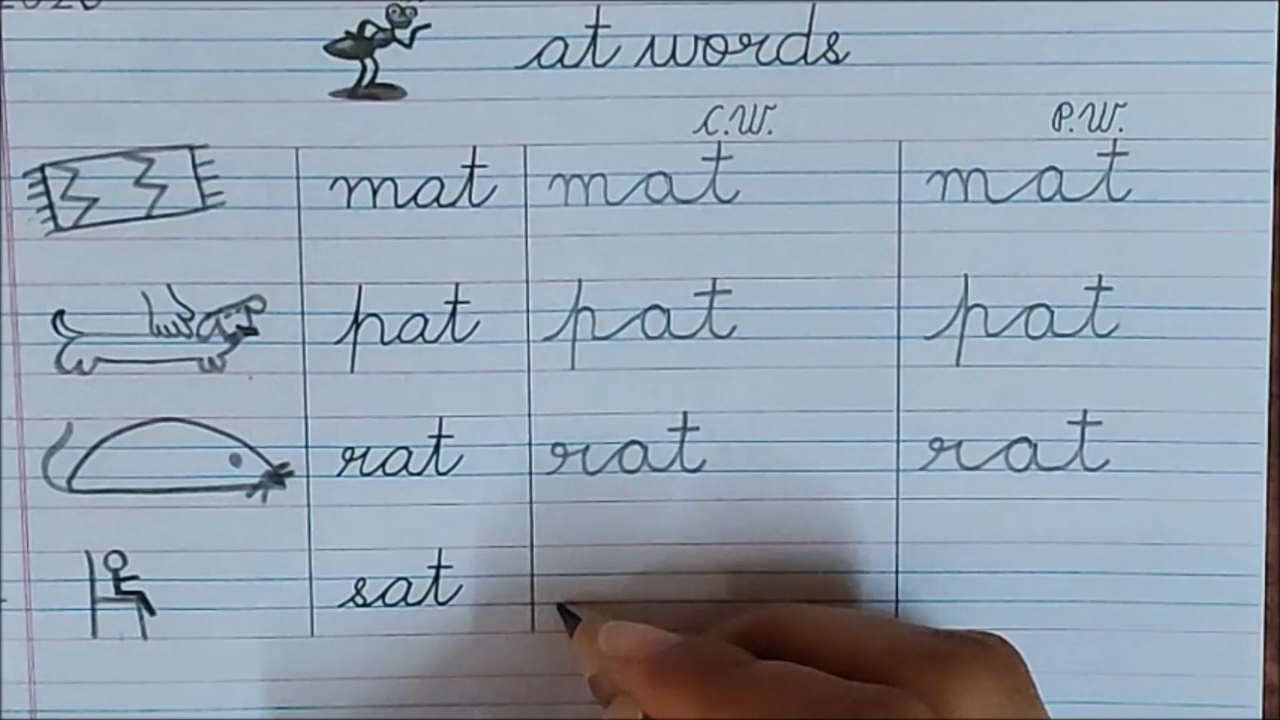 at words
C.W. P.W.
mat mat mat
pat pat pat
rat rat rat
sat